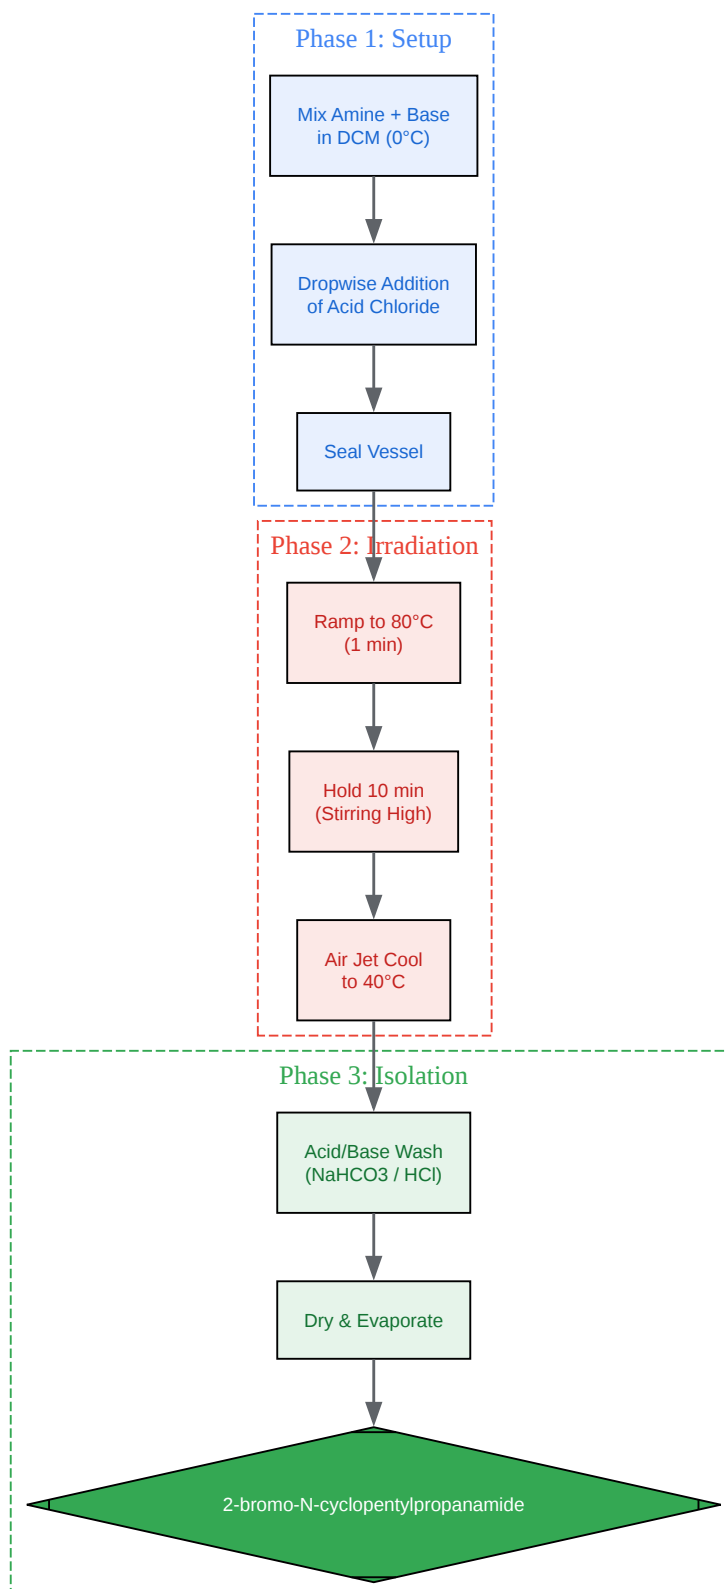 Phase 1: Setup
Mix Amine + Base
in DCM (0°C)
Dropwise Addition
of Acid Chloride
Seal Vessel
Phase 2: Irradiation
Ramp to 80°C
(1 min)
Hold 10 min
(Stirring High)
Air Jet Cool
to 40°C
Phase 3: Isolation
Acid/Base Wash
(NaHCO3 / HCl)
Dry & Evaporate
2-bromo-N-cyclopentylpropanamide